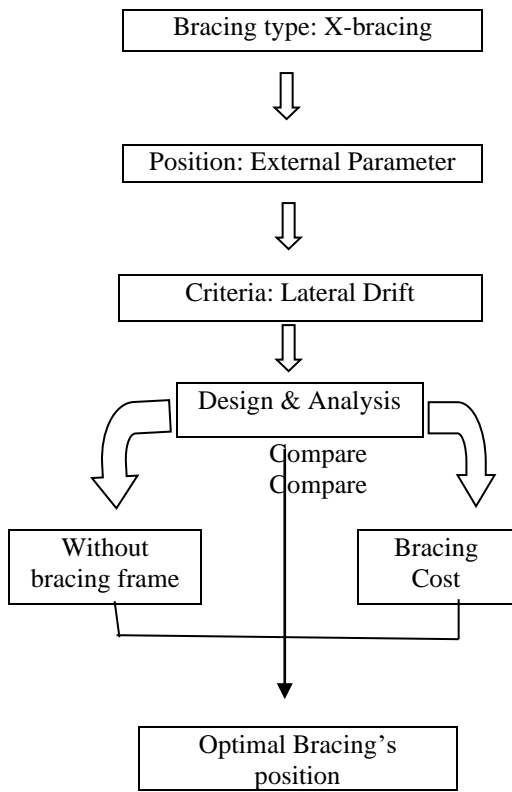 Bracing type: X-bracing
Position: External Parameter
Criteria: Lateral Drift
Design & Analysis
Compare
Compare
Without
bracing frame
Bracing
Cost
Optimal Bracing’s
position